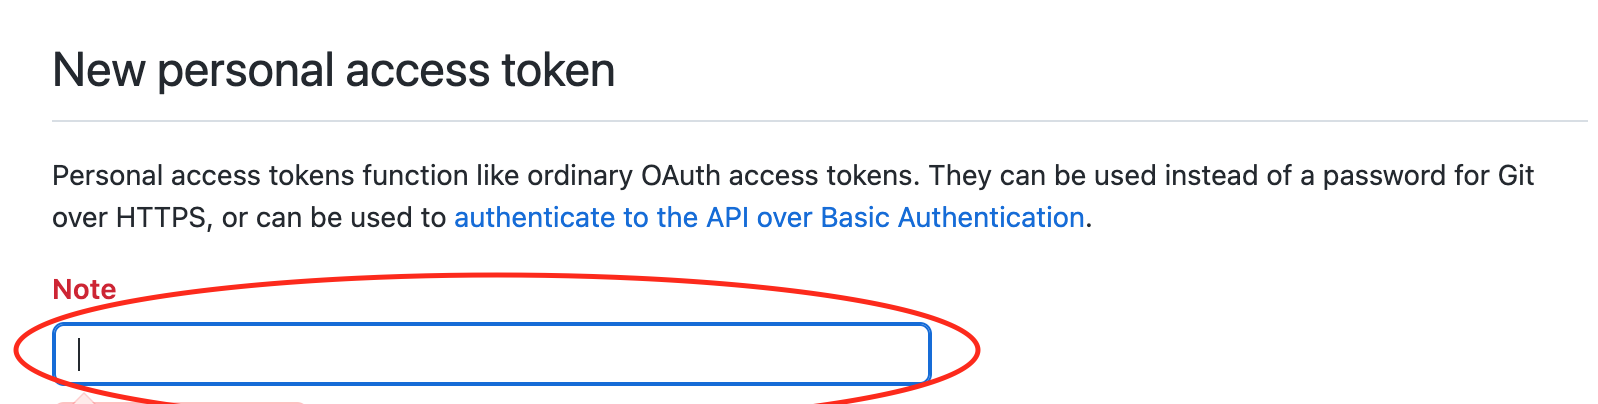 New personal access token
Personal access tokens function like ordinary OAuth access tokens. They can be used instead of a password for Git
over HTTPS, or can be used to authenticate to the API over Basic Authentication.
Note